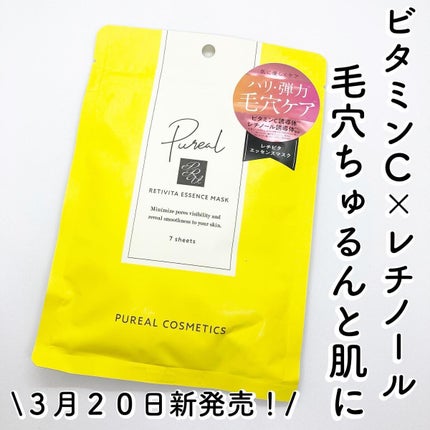 ビタミンC×レチノール
毛穴ちゅるんと肌に
ハリ・弾力
毛穴ケア
ビタミンC誘導体
レチノール誘導体
レチビタ
エッセンスマスク
Pureal
RETIVITA ESSENCE MASK
Minimize pores visibility and
reveal smoothness to your skin.
7 sheets
PUREAL COSMETICS
\3月20日新発売！/